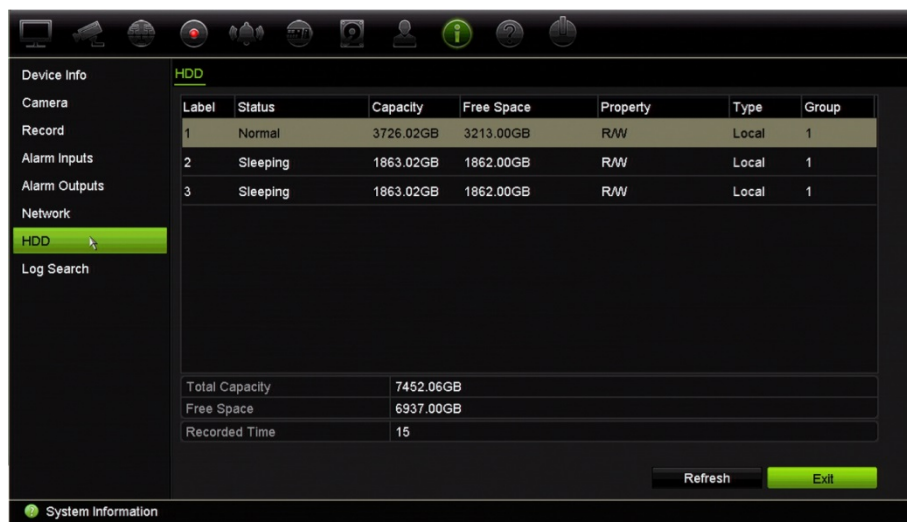 Device Info
Camera
Record
Alarm Inputs
Alarm Outputs
Network
HDD
Log Search
HDD
Label Status Capacity Free Space Property Type Group
1 Normal 3726.02GB 3213.00GB R/W Local 1
2 Sleeping 1863.02GB 1862.00GB R/W Local 1
3 Sleeping 1863.02GB 1862.00GB R/W Local 1
Total Capacity 7452.06GB
Free Space 6937.00GB
Recorded Time 15
Refresh Exit
System Information